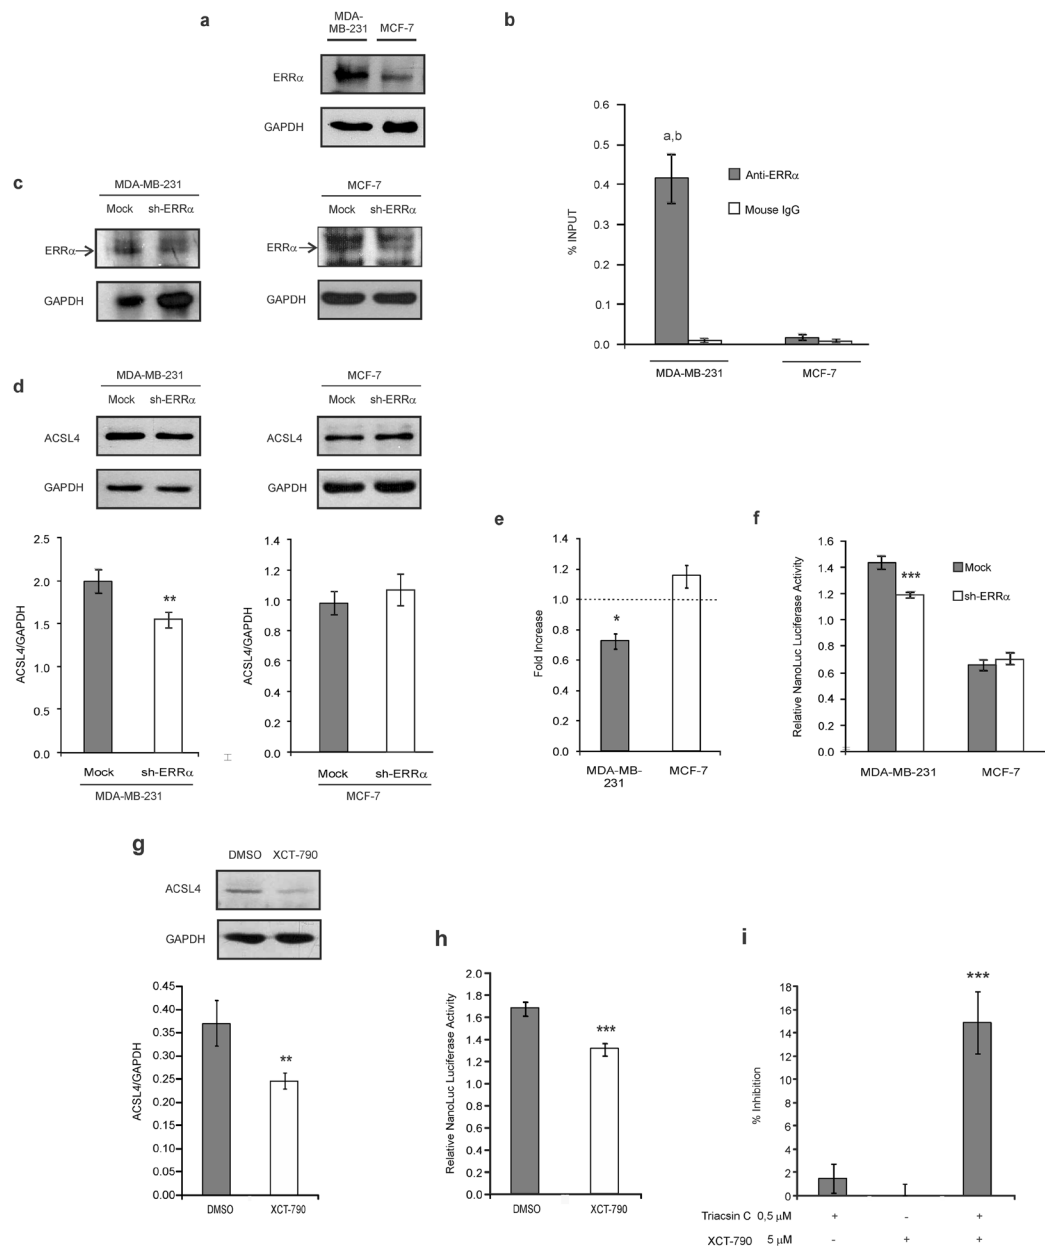 a
MDA-
MB-231
MCF-7
ERRα
GAPDH
b
0.6
0.5
0.4
0.3
0.2
0.1
0.0
% INPUT
a,b
Anti-ERRα
Mouse IgG
MDA-MB-231
MCF-7
c
MDA-MB-231
Mock sh-ERRα
ERRα
GAPDH
MCF-7
Mock sh-ERRα
ERRα
GAPDH
d
MDA-MB-231
Mock sh-ERRα
ACSL4
GAPDH
2.5
2.0
1.5
1.0
0.5
0.0
ACSL4/GAPDH
**
Mock sh-ERRα
MDA-MB-231
MCF-7
Mock sh-ERRα
ACSL4
GAPDH
1.4
1.2
1.0
0.8
0.6
0.4
0.2
0.0
ACSL4/GAPDH
Mock sh-ERRα
MCF-7
e
1.4
1.2
1.0
0.8
0.6
0.4
0.2
0.0
Fold Increase
*
MDA-MB-
231
MCF-7
f
1.6
1.4
1.2
1.0
0.8
0.6
0.4
0.2
0.0
Relative NanoLuc Luciferase Activity
***
Mock
sh-ERRα
MDA-MB-231
MCF-7
g
DMSO XCT-790
ACSL4
GAPDH
0.45
0.40
0.35
0.30
0.25
0.20
0.15
0.10
0.05
0.00
ACSL4/GAPDH
**
DMSO
XCT-790
h
2.0
1.8
1.6
1.4
1.2
1.0
0.8
0.6
0.4
0.2
0.0
Relative NanoLuc Luciferase Activity
***
DMSO
XCT-790
i
18
16
14
12
10
8
6
4
2
0
% Inhibition
***
Triacsin C 0,5 µM + - +
XCT-790 5 µM - + +